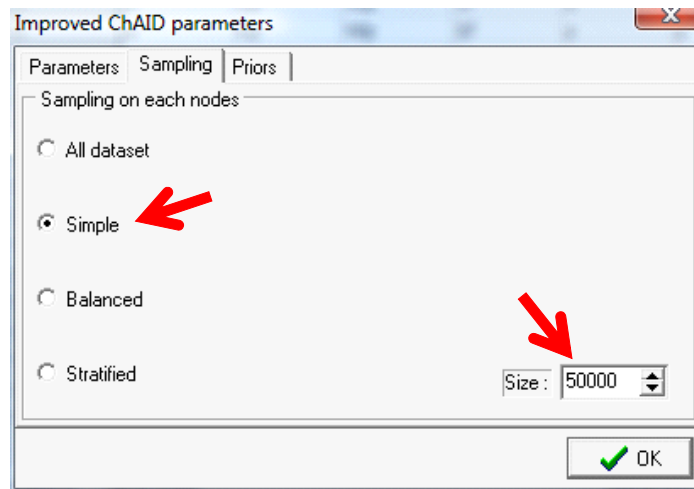 Improved ChAID parameters
Parameters Sampling Priors
Sampling on each nodes
All dataset
Simple
Balanced
Stratified
Size : 50000
OK